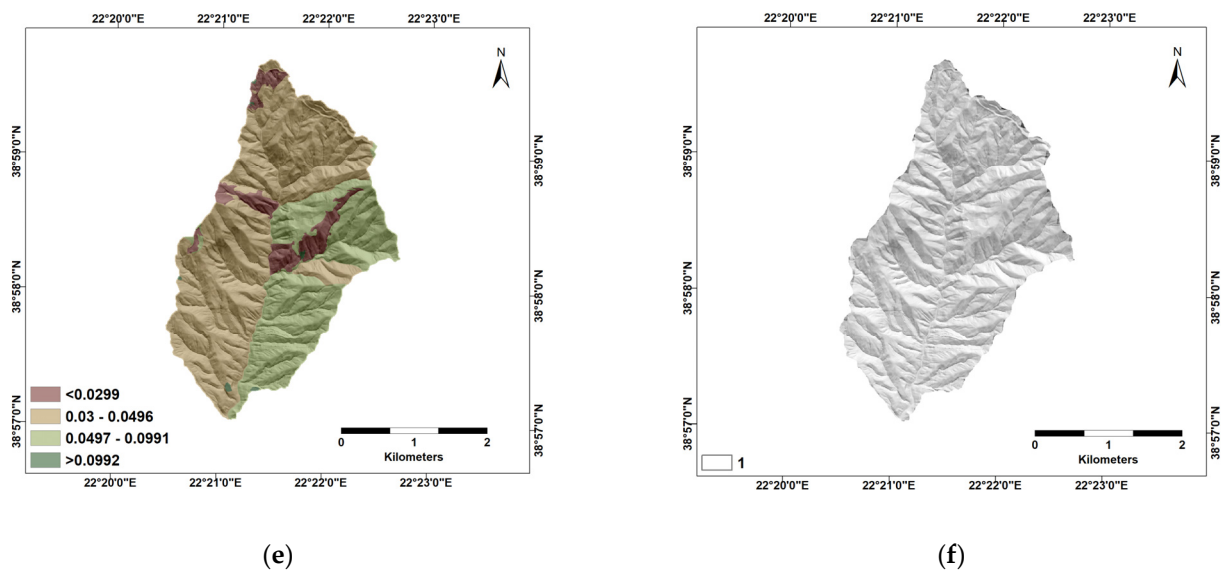 22°20'0"E 22°21'0"E 22°22'0"E 22°23'0"E
N
38°59'0"N 38°59'0"N
38°58'0"N 38°58'0"N
38°57'0"N 38°57'0"N
<0.0299
0.03 - 0.0496
0.0497 - 0.0991
>0.0992
0 1 2
Kilometers
22°20'0"E 22°21'0"E 22°22'0"E 22°23'0"E
(e)
22°20'0"E 22°21'0"E 22°22'0"E 22°23'0"E
N
38°59'0"N 38°59'0"N
38°58'0"N 38°58'0"N
38°57'0"N 38°57'0"N
1
0 1 2
Kilometers
22°20'0"E 22°21'0"E 22°22'0"E 22°23'0"E
(f)